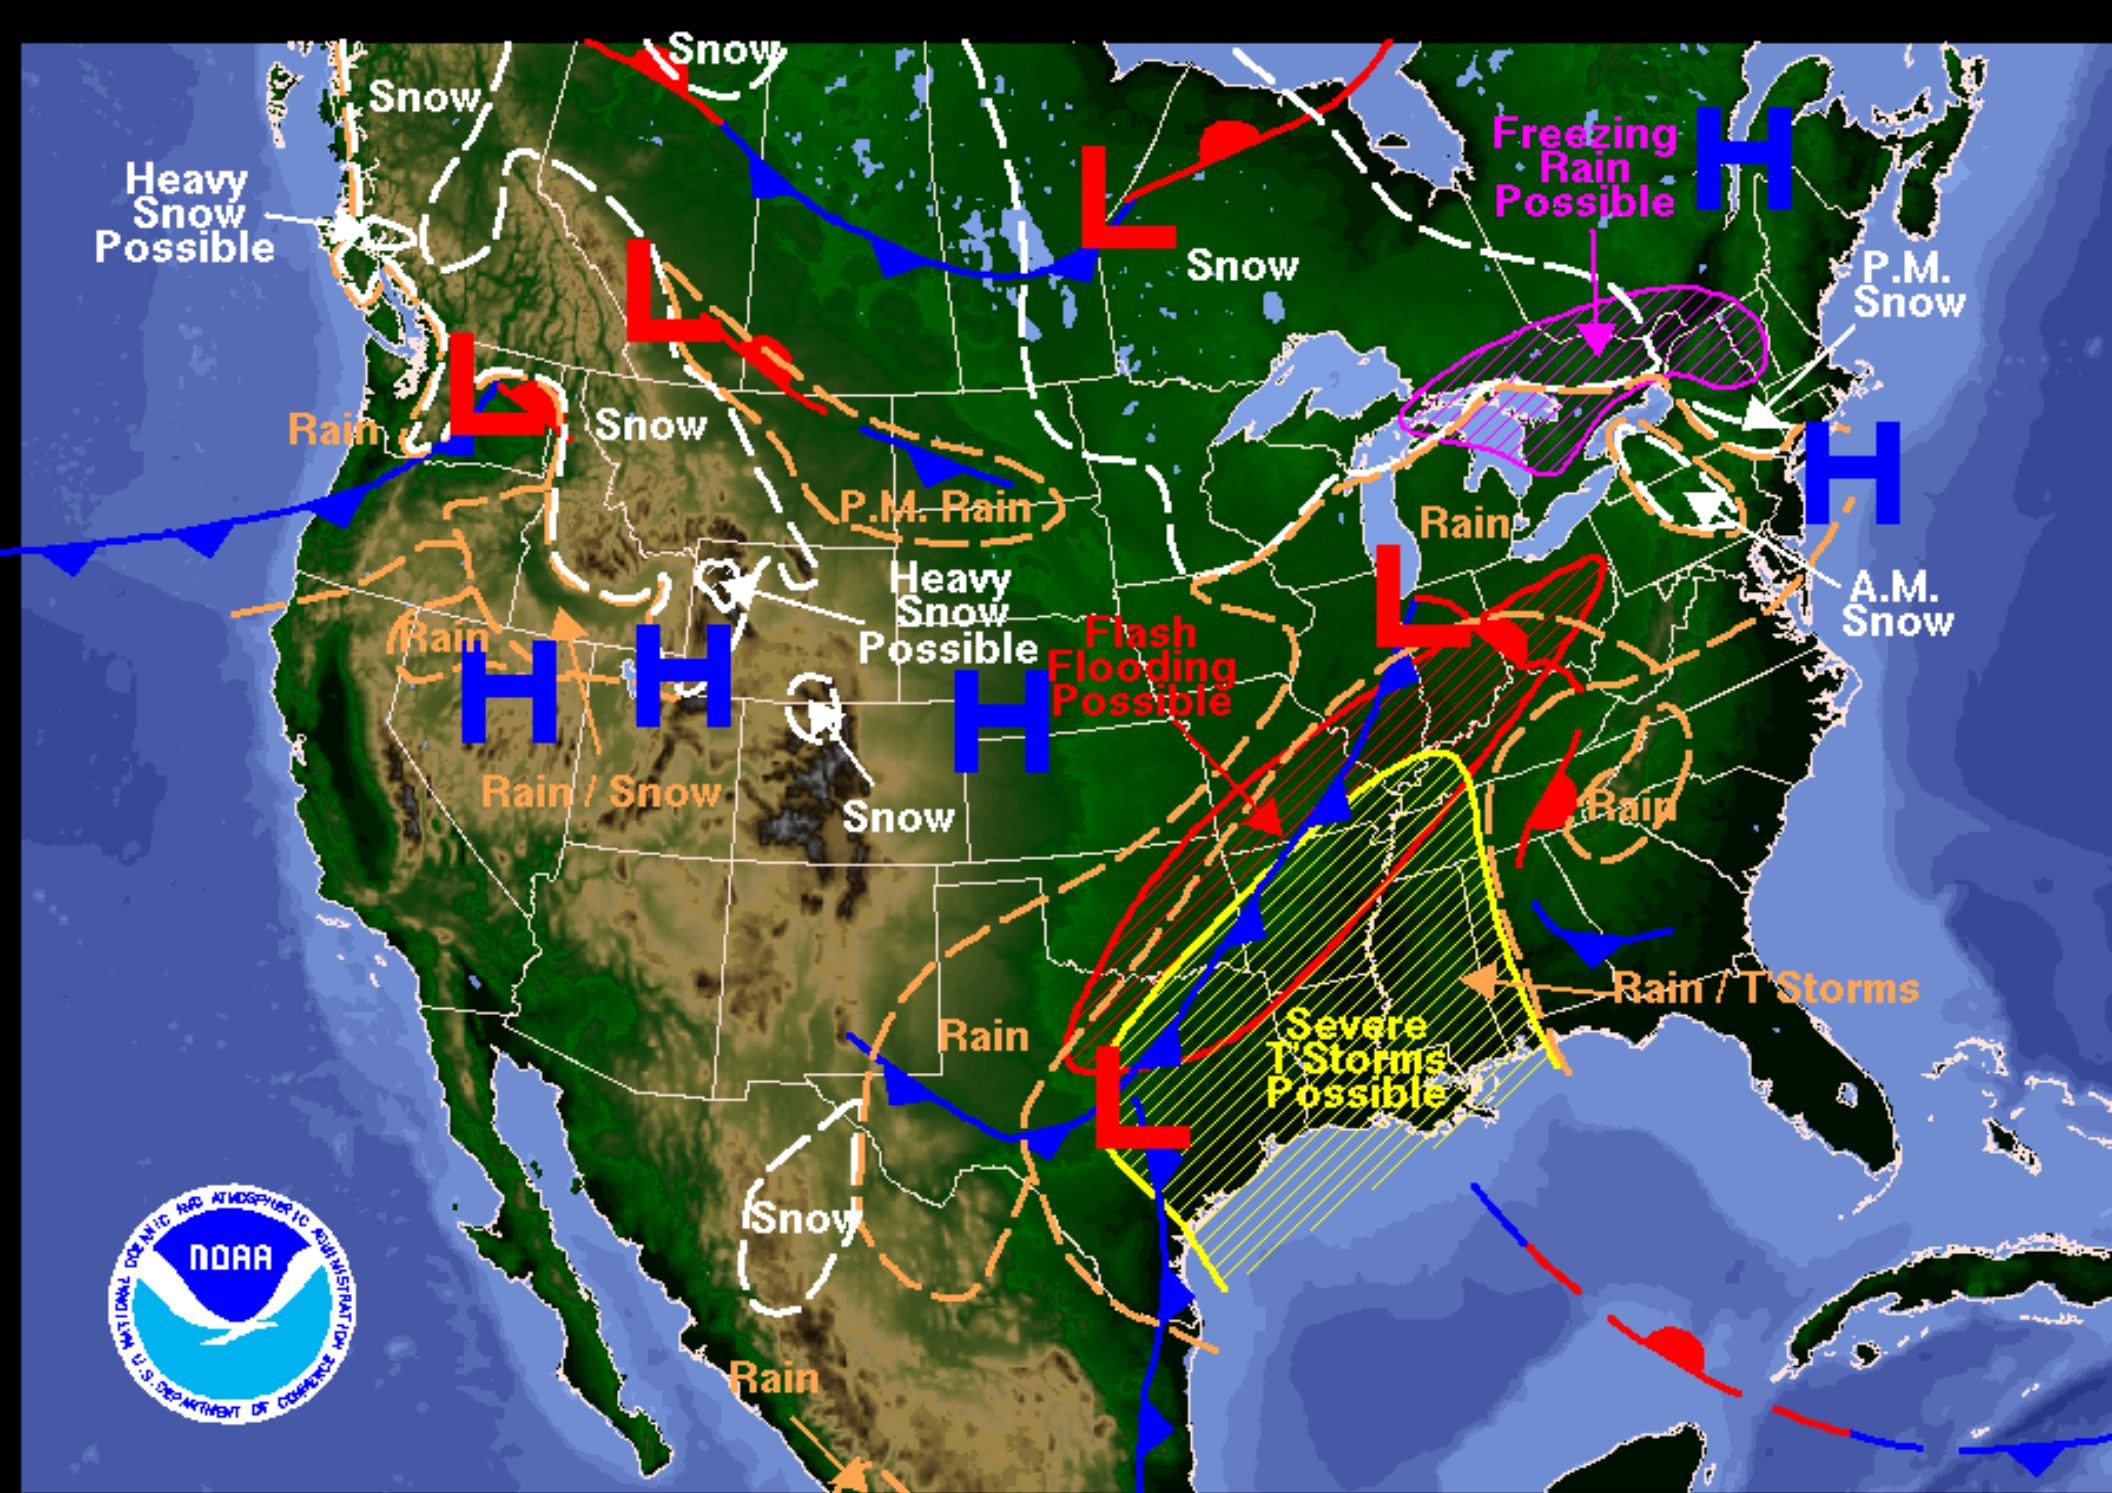 Snow
Snow
Heavy
Snow
Possible
Freezing
Rain
Possible
H
L
Snow
P.M.
Snow
L
L
Rain
Snow
H
P.M. Rain
Rain
Heavy
Snow
Possible
A.M.
Snow
L
Flash
Flooding
Possible
Rain
H
H
H
Rain / Snow
Snow
Rain
Rain / T'Storms
Rain
Severe
T'Storms
Possible
L
Snow
Rain
NATIONAL OCEANIC AND ATMOSPHERIC ADMINISTRATION
NOAA
U.S. DEPARTMENT OF COMMERCE